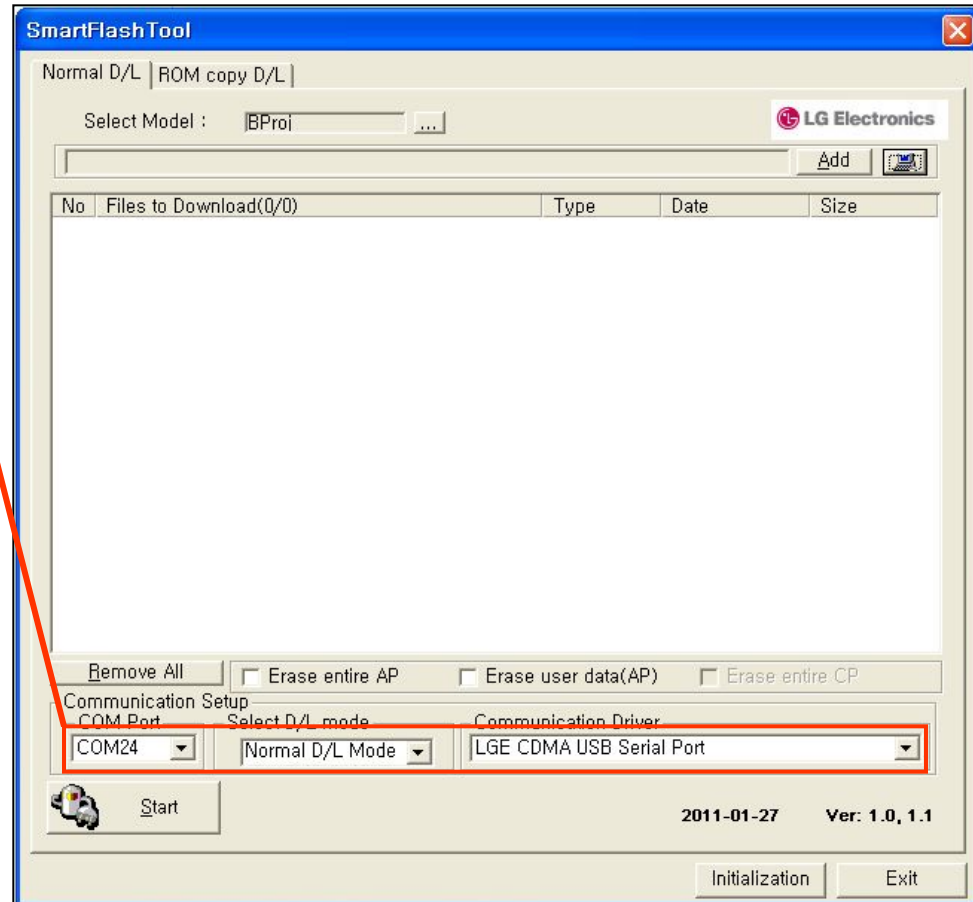 SmartFlashTool
Normal D/L ROM copy D/L
Select Model : BProj ... LG Electronics
Add
No Files to Download(0/0) Type Date Size
Remove All Erase entire AP Erase user data(AP) Erase entire CP
Communication Setup
COM Port Select D/L mode Communication Driver
COM24 Normal D/L Mode LGE CDMA USB Serial Port
Start 2011-01-27 Ver: 1.0, 1.1
Initialization Exit